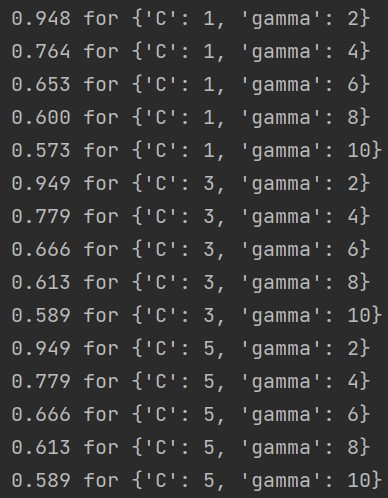 0.948 for {'C': 1, 'gamma': 2}
0.764 for {'C': 1, 'gamma': 4}
0.653 for {'C': 1, 'gamma': 6}
0.600 for {'C': 1, 'gamma': 8}
0.573 for {'C': 1, 'gamma': 10}
0.949 for {'C': 3, 'gamma': 2}
0.779 for {'C': 3, 'gamma': 4}
0.666 for {'C': 3, 'gamma': 6}
0.613 for {'C': 3, 'gamma': 8}
0.589 for {'C': 3, 'gamma': 10}
0.949 for {'C': 5, 'gamma': 2}
0.779 for {'C': 5, 'gamma': 4}
0.666 for {'C': 5, 'gamma': 6}
0.613 for {'C': 5, 'gamma': 8}
0.589 for {'C': 5, 'gamma': 10}